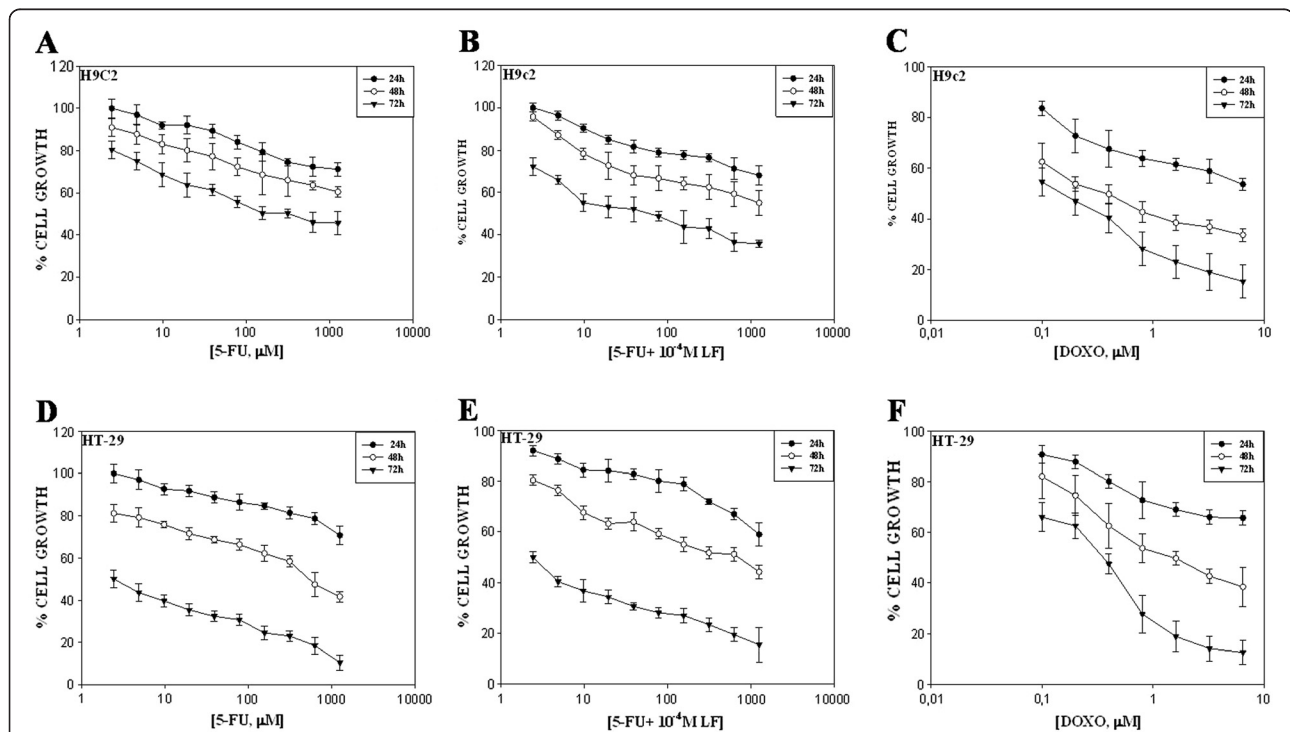 A
H9C2
24h
48h
72h
% CELL GROWTH
120
100
80
60
40
20
0
1
10
100
1000
10000
[5-FU, µM]
B
H9c2
24h
48h
72h
% CELL GROWTH
120
100
80
60
40
20
0
1
10
100
1000
10000
[5-FU+ 10⁻⁴M LF]
C
H9c2
24h
48h
72h
% CELL GROWTH
100
80
60
40
20
0
0,01
0,1
1
10
[DOXO, µM]
D
HT-29
24h
48h
72h
% CELL GROWTH
120
100
80
60
40
20
0
1
10
100
1000
10000
[5-FU, µM]
E
HT-29
24h
48h
72h
% CELL GROWTH
100
80
60
40
20
0
1
10
100
1000
10000
[5-FU+ 10⁻⁴M LF]
F
HT-29
24h
48h
72h
% CELL GROWTH
100
80
60
40
20
0
0,01
0,1
1
10
[DOXO, µM]